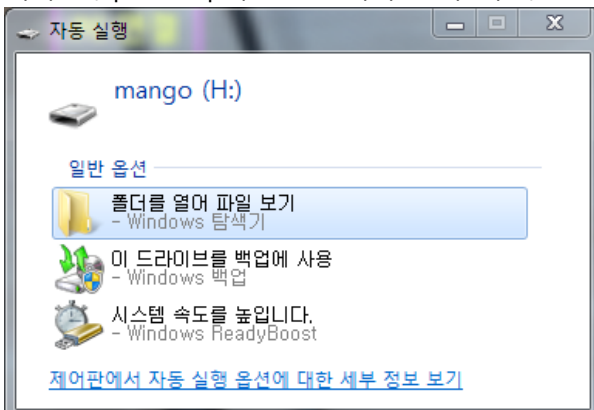 자동 실행
mango (H:)
일반 옵션
폴더를 열어 파일 보기
- Windows 탐색기
이 드라이브를 백업에 사용
- Windows 백업
시스템 속도를 높입니다.
- Windows ReadyBoost
제어판에서 자동 실행 옵션에 대한 세부 정보 보기